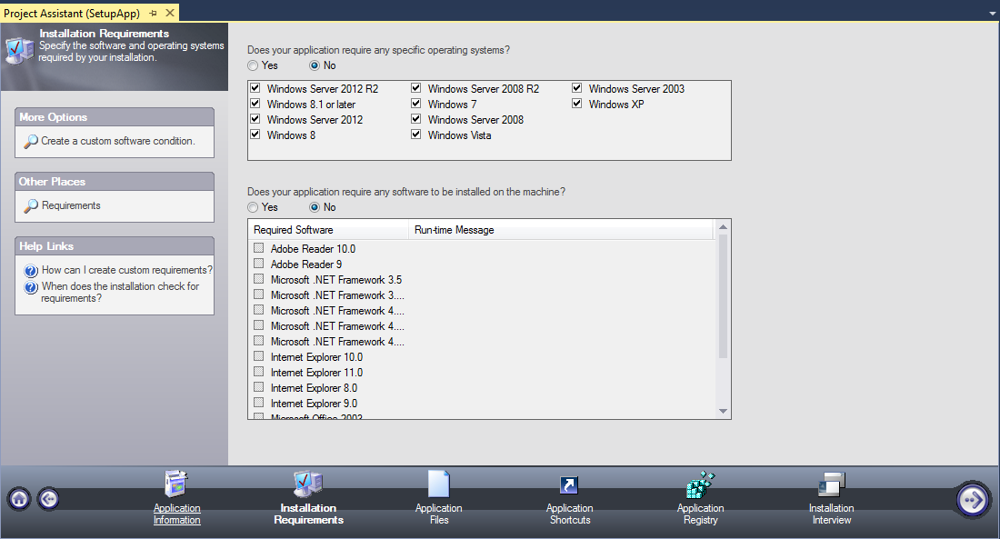 Project Assistant (SetupApp)
Installation Requirements
Specify the software and operating systems
required by your installation.
More Options
Create a custom software condition.
Other Places
Requirements
Help Links
How can I create custom requirements?
When does the installation check for
requirements?
Does your application require any specific operating systems?
Yes No
Windows Server 2012 R2 Windows Server 2008 R2 Windows Server 2003
Windows 8.1 or later Windows 7 Windows XP
Windows Server 2012 Windows Server 2008
Windows 8 Windows Vista
Does your application require any software to be installed on the machine?
Yes No
Required Software Run-time Message
Adobe Reader 10.0
Adobe Reader 9
Microsoft .NET Framework 3.5
Microsoft .NET Framework 3....
Microsoft .NET Framework 4....
Microsoft .NET Framework 4....
Microsoft .NET Framework 4....
Internet Explorer 10.0
Internet Explorer 11.0
Internet Explorer 8.0
Internet Explorer 9.0
Microsoft Office 2003
Application
Information
Installation
Requirements
Application
Files
Application
Shortcuts
Application
Registry
Installation
Interview